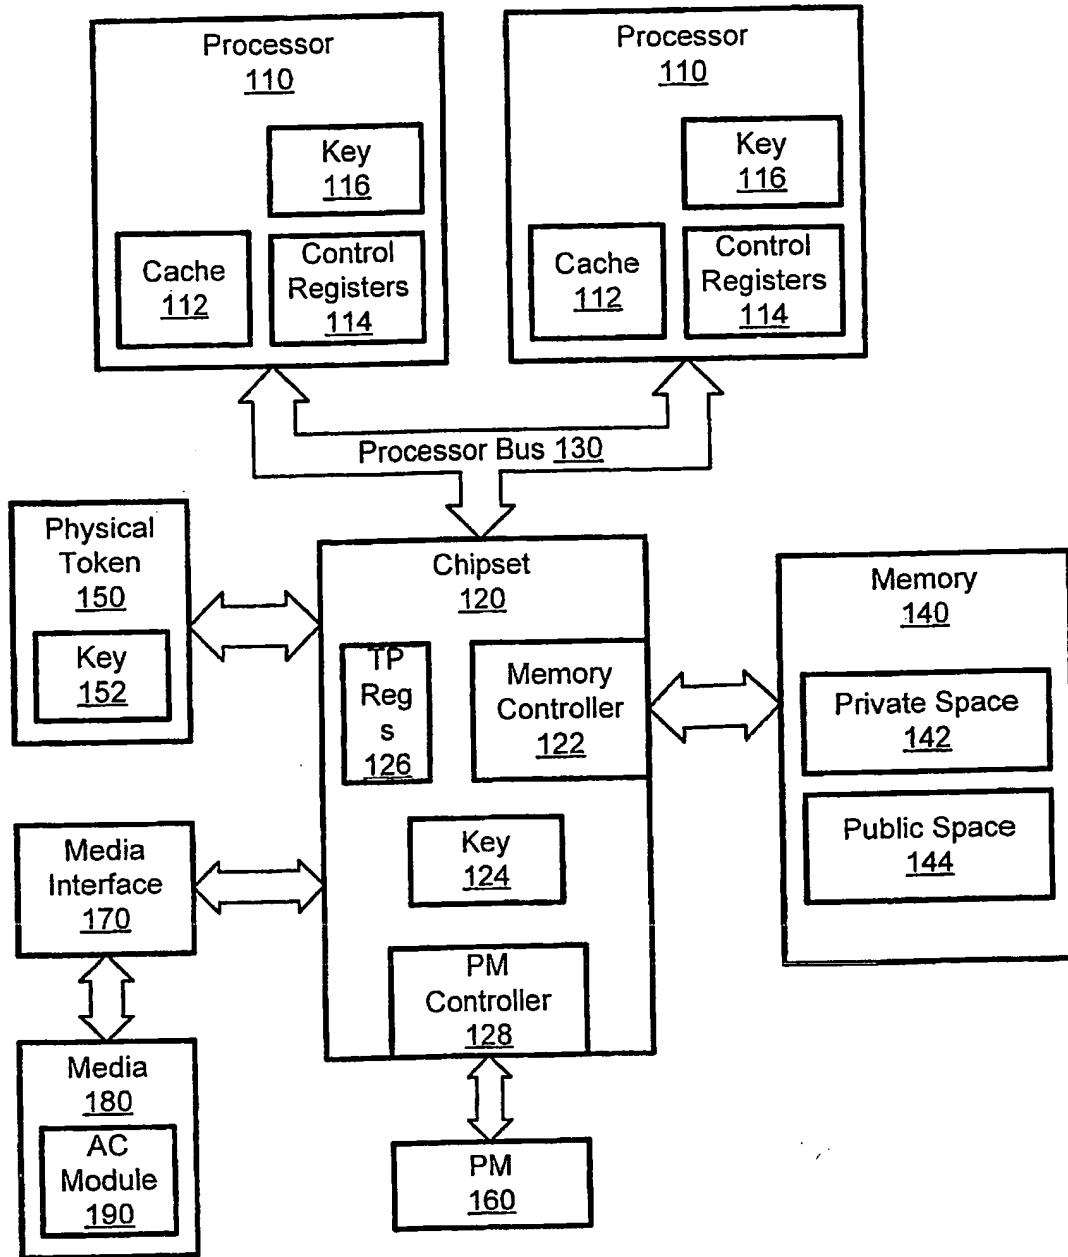 Processor
110
Key
116
Cache
112
Control
Registers
114
Processor
110
Key
116
Cache
112
Control
Registers
114
Processor Bus 130
Physical
Token
150
Key
152
Chipset
120
TP
Reg
s
126
Memory
Controller
122
Key
124
PM
Controller
128
Memory
140
Private Space
142
Public Space
144
Media
Interface
170
Media
180
AC
Module
190
PM
160